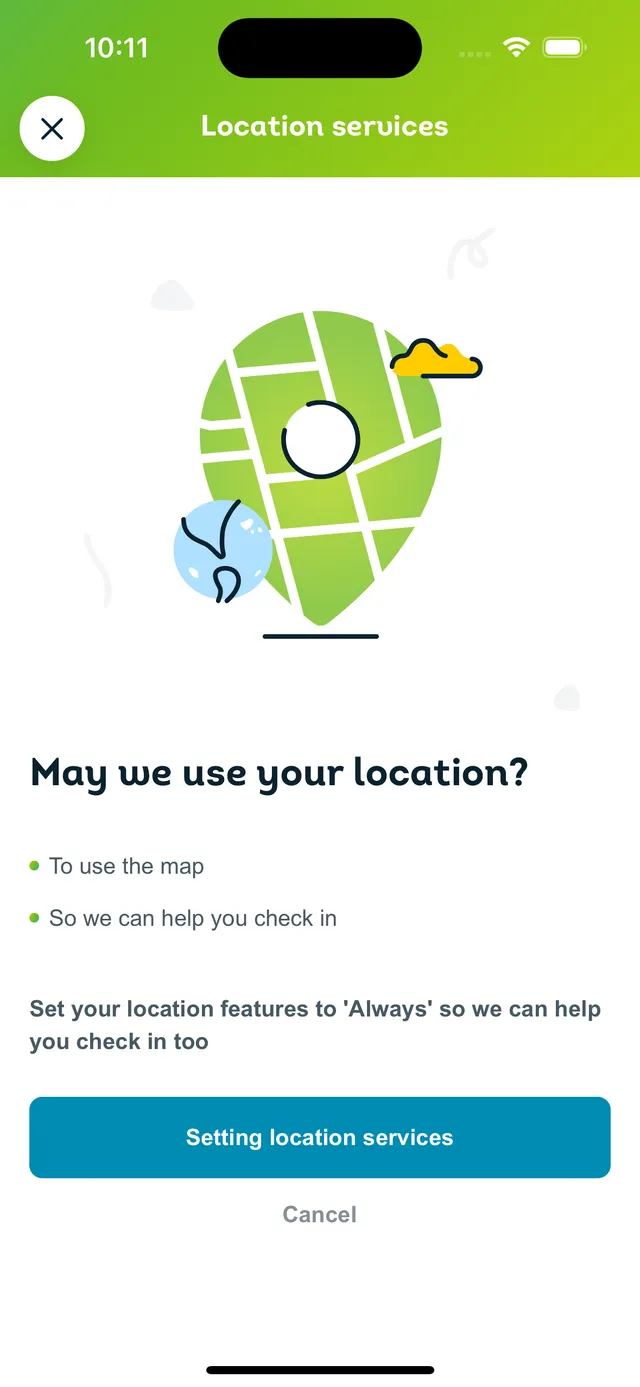 10:11
Location services
May we use your location?
To use the map
So we can help you check in
Set your location features to 'Always' so we can help
you check in too
Setting location services
Cancel